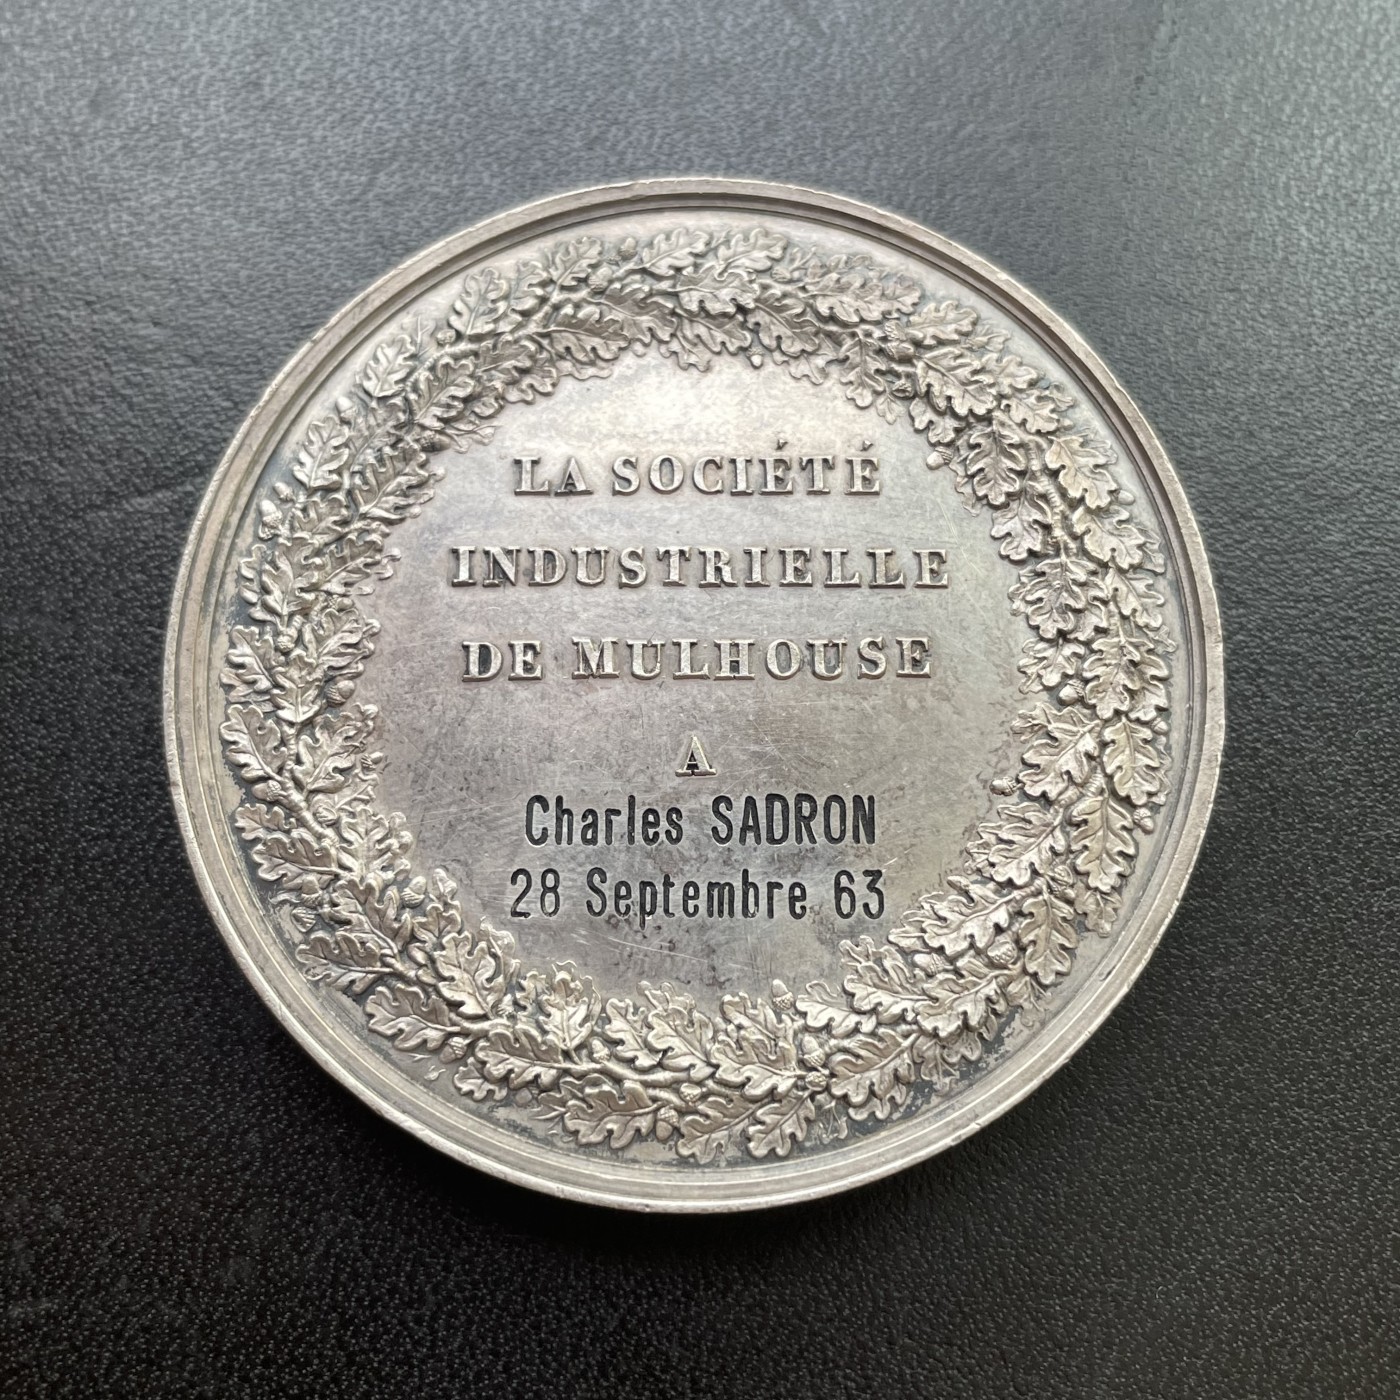 LA SOCIÉTÉ
INDUSTRIELLE
DE MULHOUSE
A
Charles SADRON
28 Septembre 63